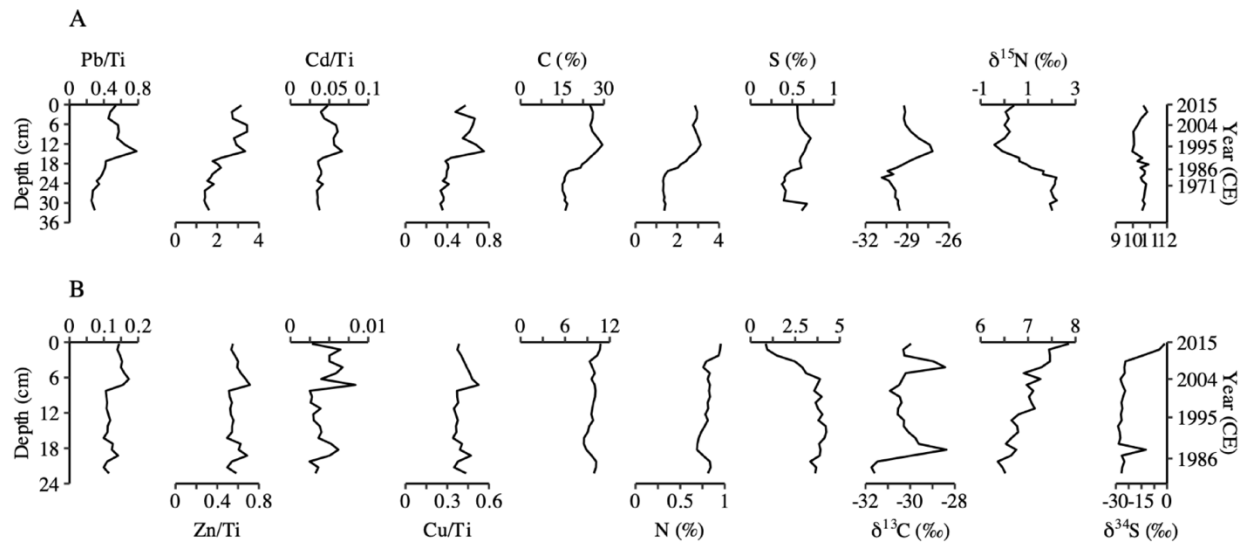 A
Pb/Ti Cd/Ti C (%) S (%) δ¹⁵N (‰)
0 0.4 0.8 0 0.05 0.1 0 15 30 0 0.5 1 -1 1 3
Depth (cm)
0
6
12
18
24
30
36
2015
2004
1995
1986
1971
Year (CE)
0 2 4 0 0.4 0.8 0 2 4 -32 -29 -26 9 10 11 12
B
0 0.1 0.2 0 0.01 0 6 12 0 2.5 5 6 7 8
Depth (cm)
0
6
12
18
24
2015
2004
1995
1986
Year (CE)
0 0.4 0.8 0 0.3 0.6 0 0.5 1 -32 -30 -28 -30 -15 0
Zn/Ti Cu/Ti N (%) δ¹³C (‰) δ³⁴S (‰)